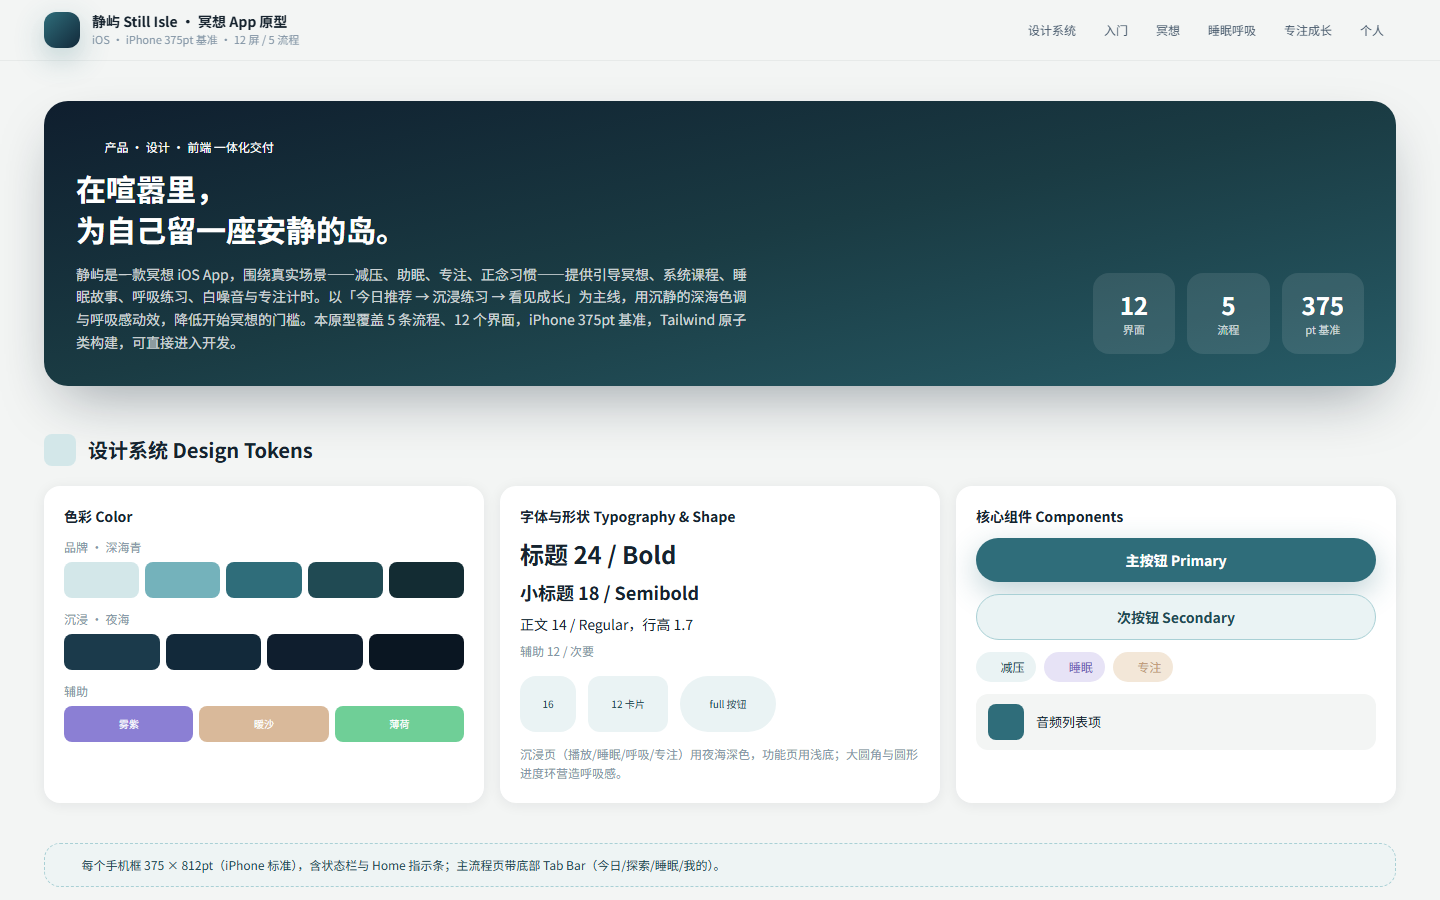 静屿 Still Isle · 冥想 App 原型
iOS · iPhone 375pt 基准 · 12 屏 / 5 流程
设计系统 入门 冥想 睡眠呼吸 专注成长 个人
产品 · 设计 · 前端 一体化交付
在喧嚣里，
为自己留一座安静的岛。
静屿是一款冥想 iOS App，围绕真实场景——减压、助眠、专注、正念习惯——提供引导冥想、系统课程、睡
眠故事、呼吸练习、白噪音与专注计时。以「今日推荐 → 沉浸练习 → 看见成长」为主线，用沉静的深海色调
与呼吸感动效，降低开始冥想的门槛。本原型覆盖 5 条流程、12 个界面，iPhone 375pt 基准，Tailwind 原子
类构建，可直接进入开发。
12
界面
5
流程
375
pt 基准
设计系统 Design Tokens
色彩 Color
品牌 · 深海青
沉浸 · 夜海
辅助
雾紫 暖沙 薄荷
字体与形状 Typography & Shape
标题 24 / Bold
小标题 18 / Semibold
正文 14 / Regular，行高 1.7
辅助 12 / 次要
16 12 卡片 full 按钮
沉浸页（播放/睡眠/呼吸/专注）用夜海深色，功能页用浅底；大圆角与圆形
进度环营造呼吸感。
核心组件 Components
主按钮 Primary
次按钮 Secondary
减压 睡眠 专注
音频列表项
每个手机框 375 × 812pt（iPhone 标准），含状态栏与 Home 指示条；主流程页带底部 Tab Bar（今日/探索/睡眠/我的）。